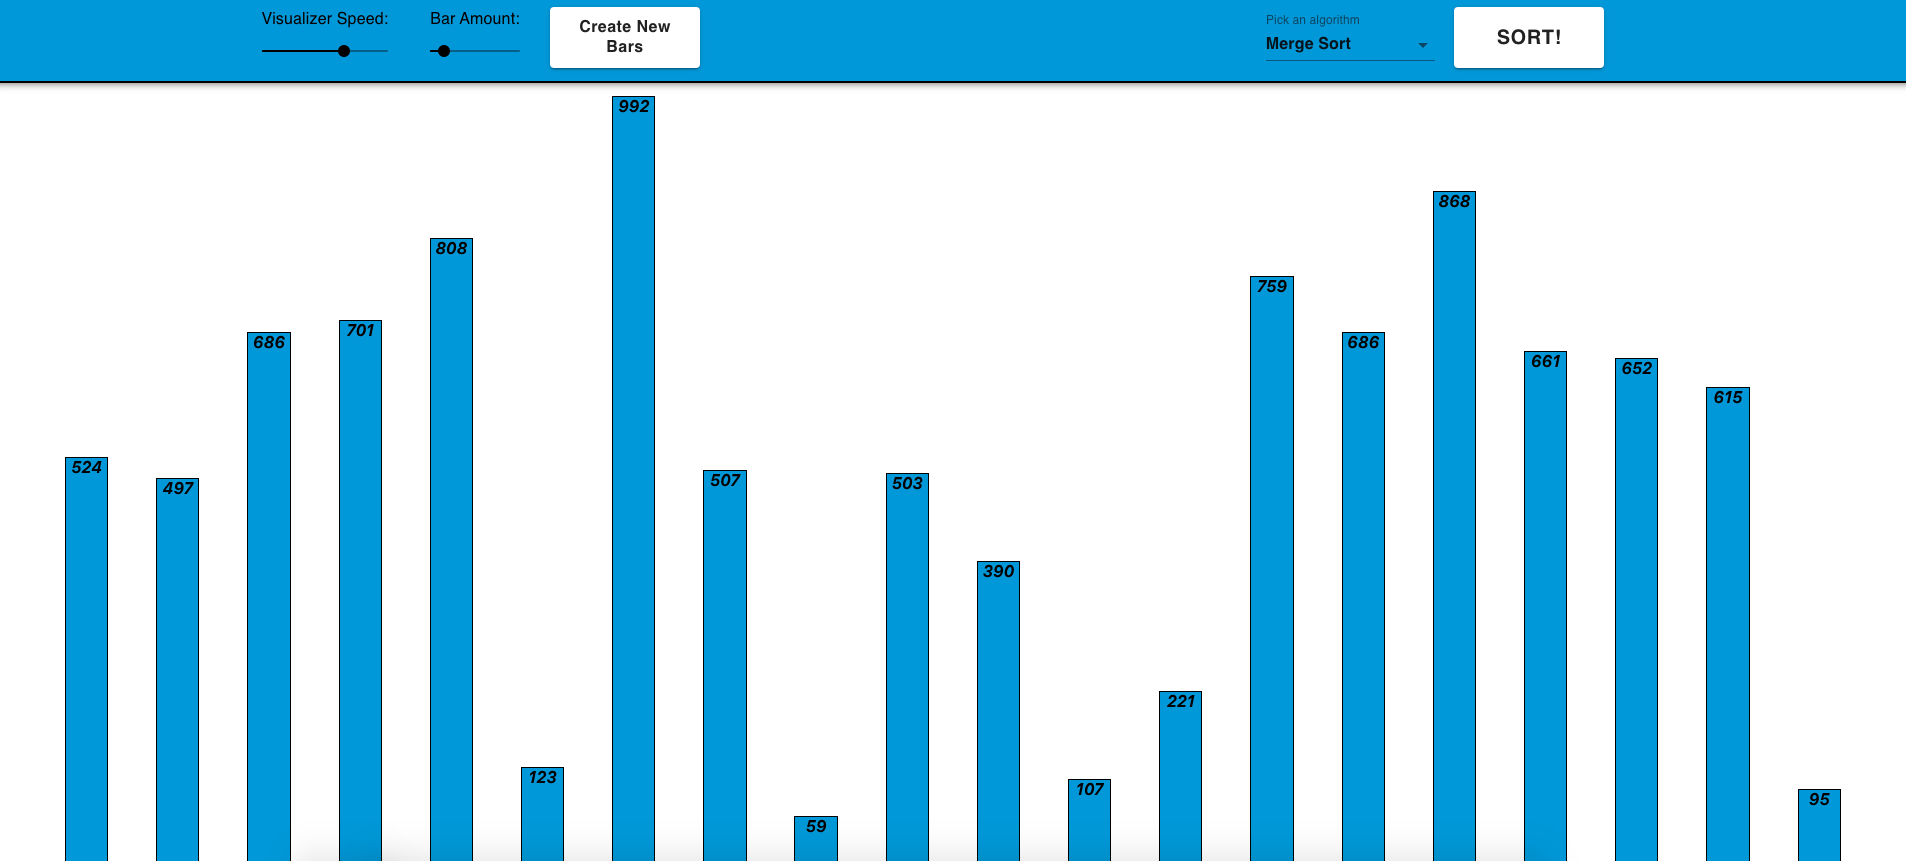 Visualizer Speed:
Bar Amount:
Create New
Bars
Pick an algorithm
Merge Sort
SORT!
524
497
686
701
808
123
992
507
59
503
390
107
221
759
686
868
661
652
615
95